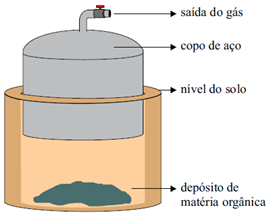 saída do gás
copo de aço
nível do solo
depósito de
matéria orgânica